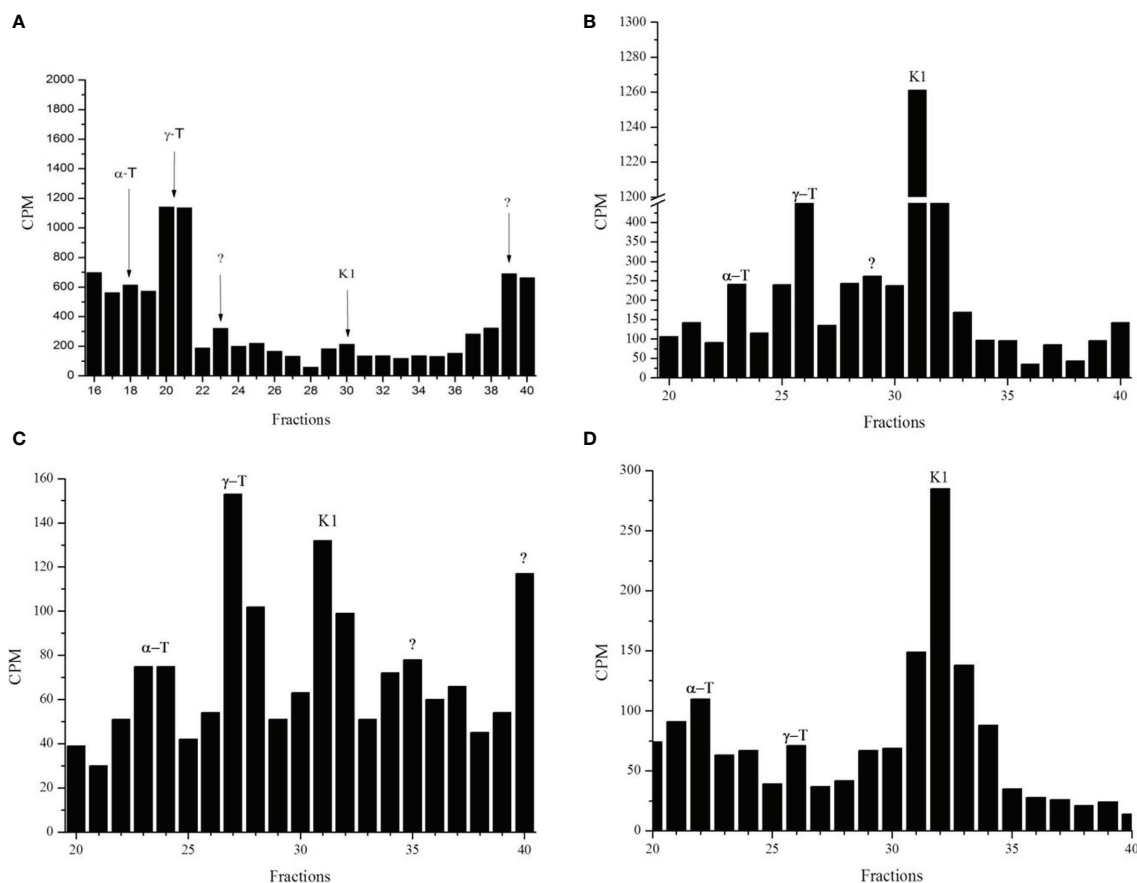 A
2000
1800
1600
1400
1200
1000
800
600
400
200
0
CPM
α-T
γ-T
?
K1
?
16 18 20 22 24 26 28 30 32 34 36 38 40
Fractions
B
1300
1280
1260
1240
1220
1200
450
400
350
300
250
200
150
100
50
0
CPM
α–T
γ–T
?
K1
20 25 30 35 40
Fractions
C
160
140
120
100
80
60
40
20
0
CPM
α–T
γ–T
K1
?
?
20 25 30 35 40
Fractions
D
300
250
200
150
100
50
0
CPM
α–T
γ–T
K1
20 25 30 35 40
Fractions